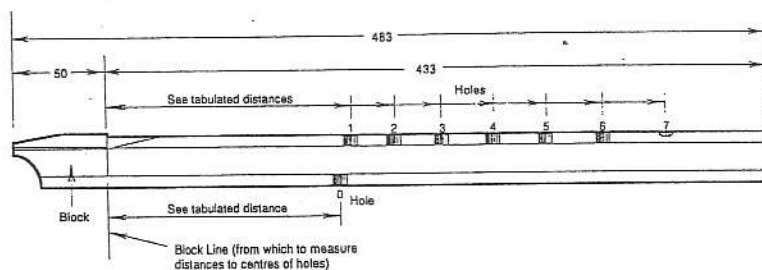 483
50
433
See tabulated distances
Holes
1 2 3 4 5 6 7
0
Hole
See tabulated distance
Block
Block Line (from which to measure
distances to centres of holes)